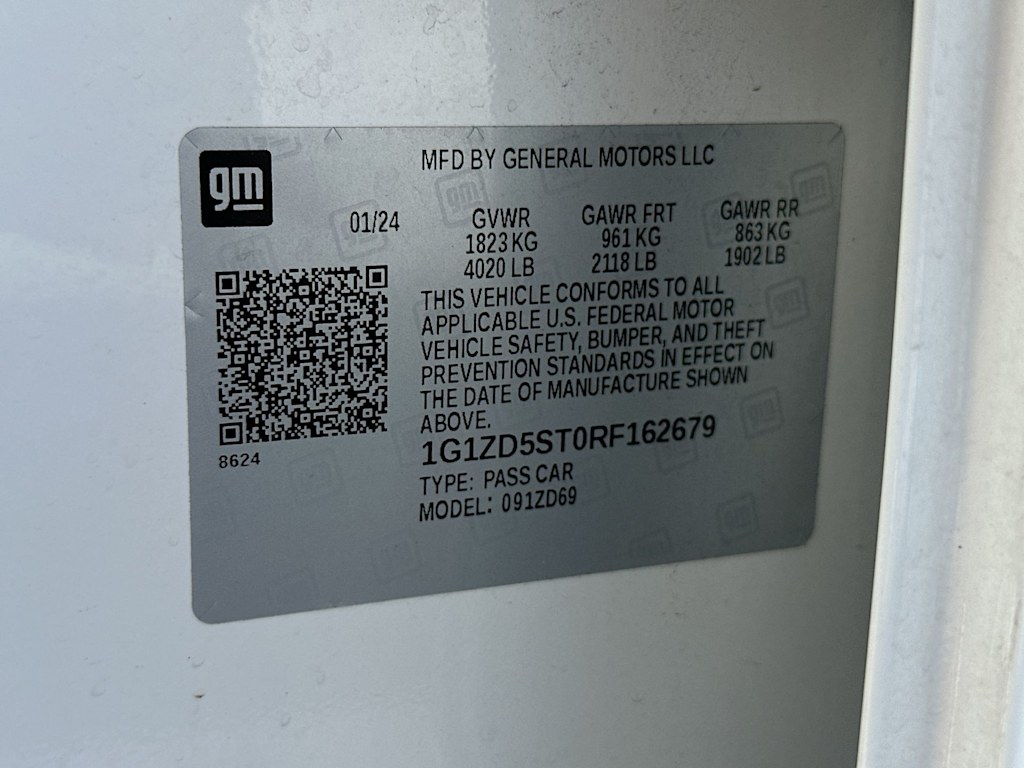 gm
MFD BY GENERAL MOTORS LLC
01/24
GVWR GAWR FRT GAWR RR
1823 KG 961 KG 863 KG
4020 LB 2118 LB 1902 LB
THIS VEHICLE CONFORMS TO ALL
APPLICABLE U.S. FEDERAL MOTOR
VEHICLE SAFETY, BUMPER, AND THEFT
PREVENTION STANDARDS IN EFFECT ON
THE DATE OF MANUFACTURE SHOWN
ABOVE.
1G1ZD5ST0RF162679
8624
TYPE: PASS CAR
MODEL: 091ZD69